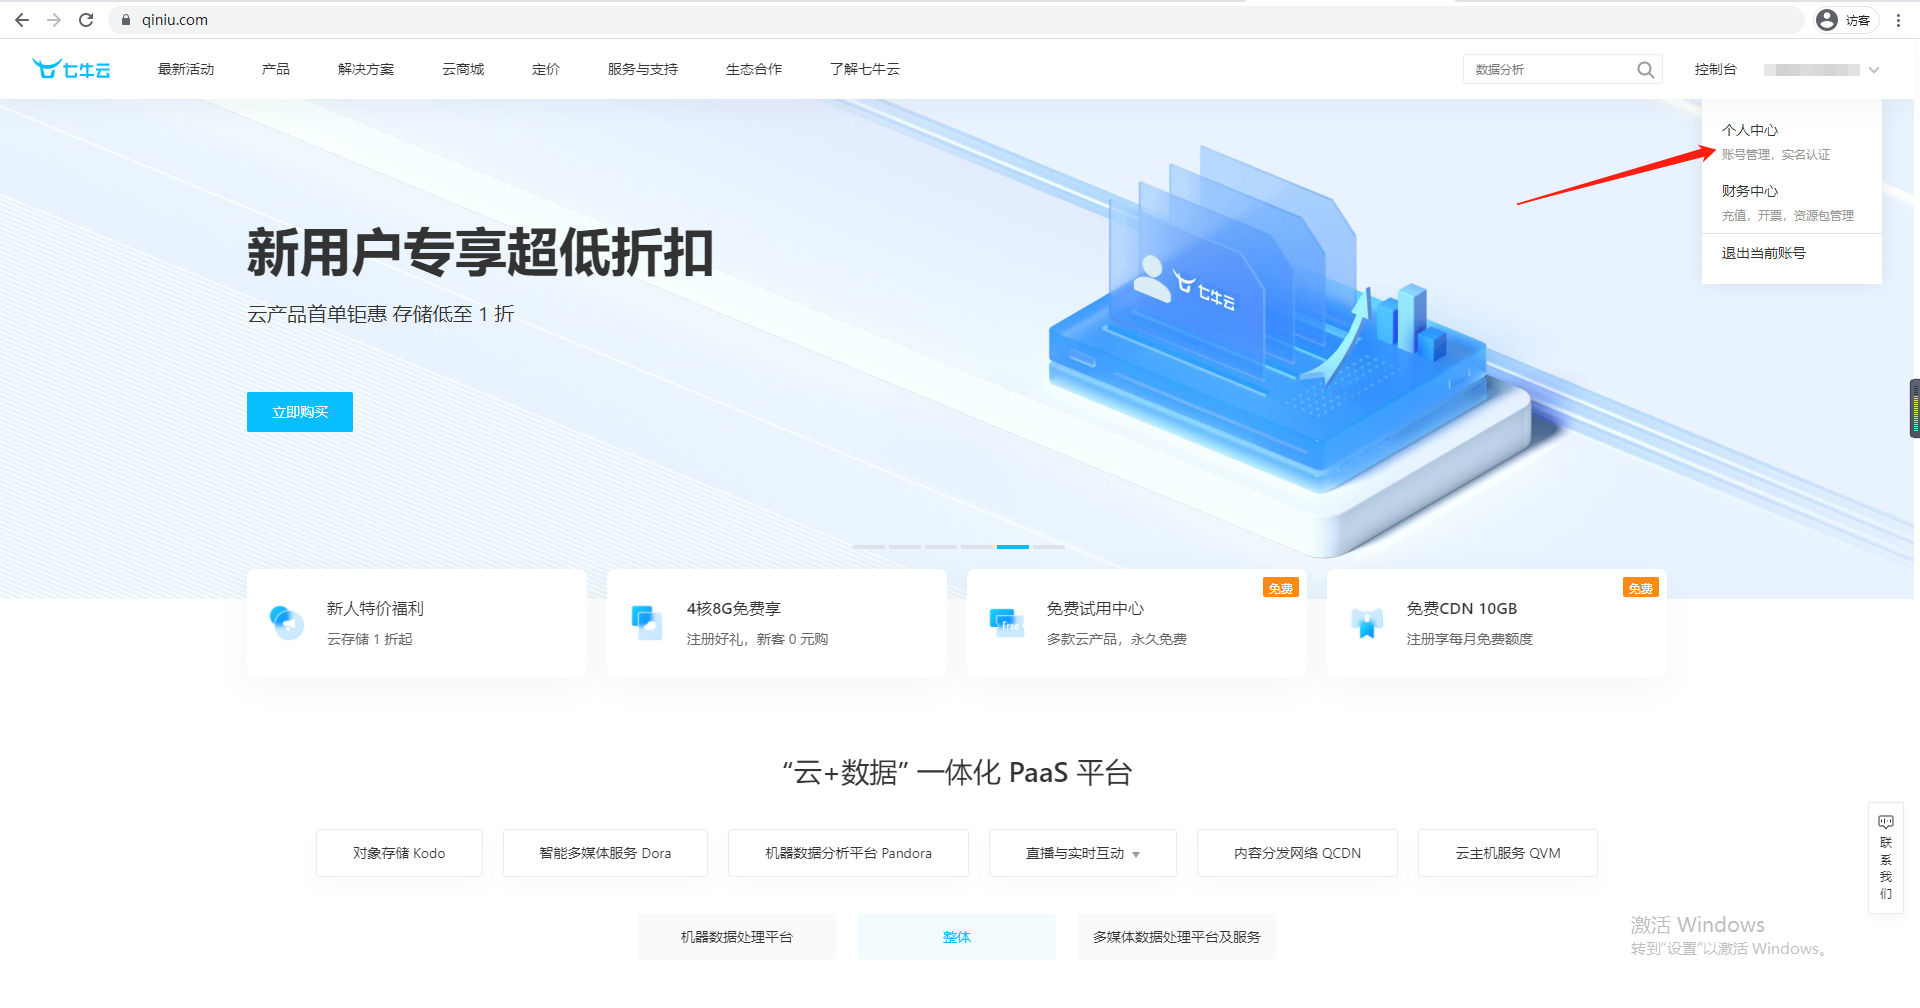 qiniu.com
访客
七牛云
最新活动
产品
解决方案
云商城
定价
服务与支持
生态合作
了解七牛云
数据分析
控制台
个人中心
账号管理，实名认证
财务中心
充值，开票，资源包管理
退出当前账号
新用户专享超低折扣
云产品首单钜惠 存储低至 1 折
立即购买
七牛云
新人特价福利
云存储 1 折起
4核8G免费享
注册好礼，新客 0 元购
免费
Free
免费试用中心
多款云产品，永久免费
免费
免费CDN 10GB
注册享每月免费额度
“云+数据” 一体化 PaaS 平台
对象存储 Kodo
智能多媒体服务 Dora
机器数据分析平台 Pandora
直播与实时互动
内容分发网络 QCDN
云主机服务 QVM
机器数据处理平台
整体
多媒体数据处理平台及服务
联系我们
激活 Windows
转到“设置”以激活 Windows。